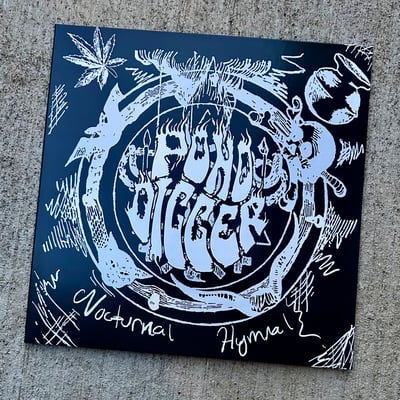 POND
DIGGER
Nocturnal Hymnal